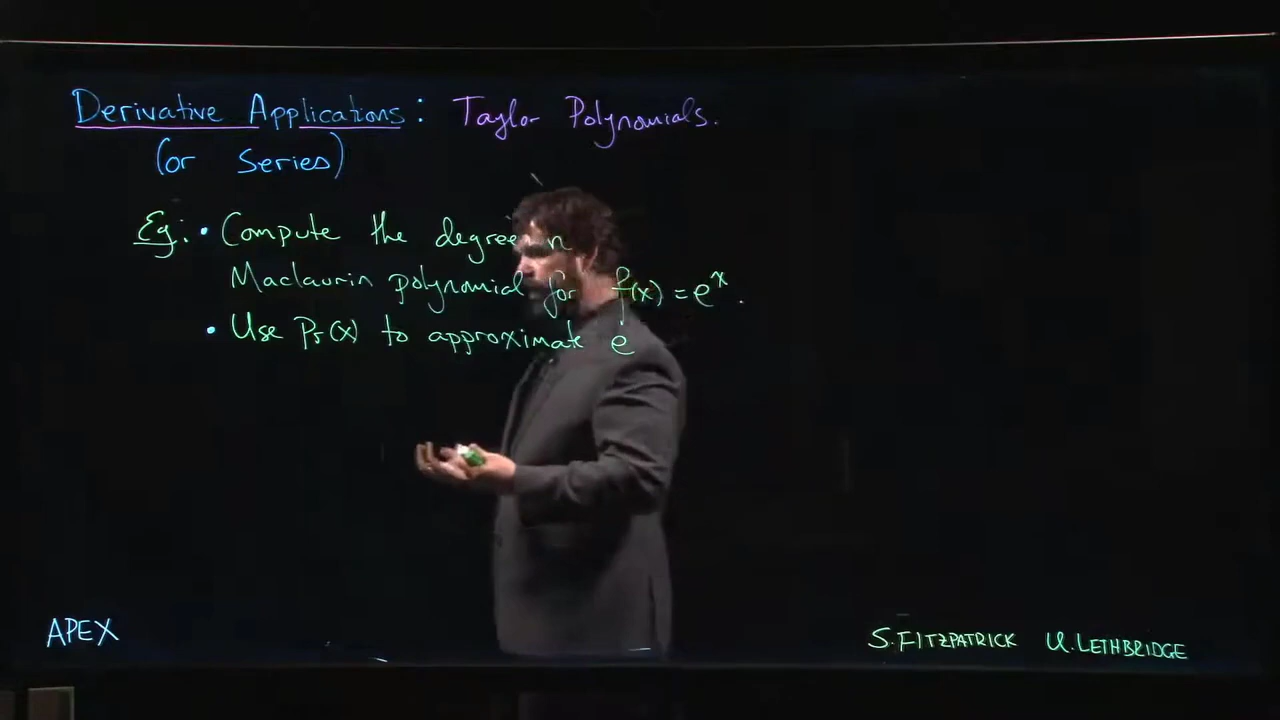 Derivative Applications: Taylor Polynomials.
(or Series)
Eg: • Compute the degree n
Maclaurin polynomial for f(x) = eˣ.
• Use P₅(x) to approximate e
APEX
S. FITZPATRICK U. LETHBRIDGE